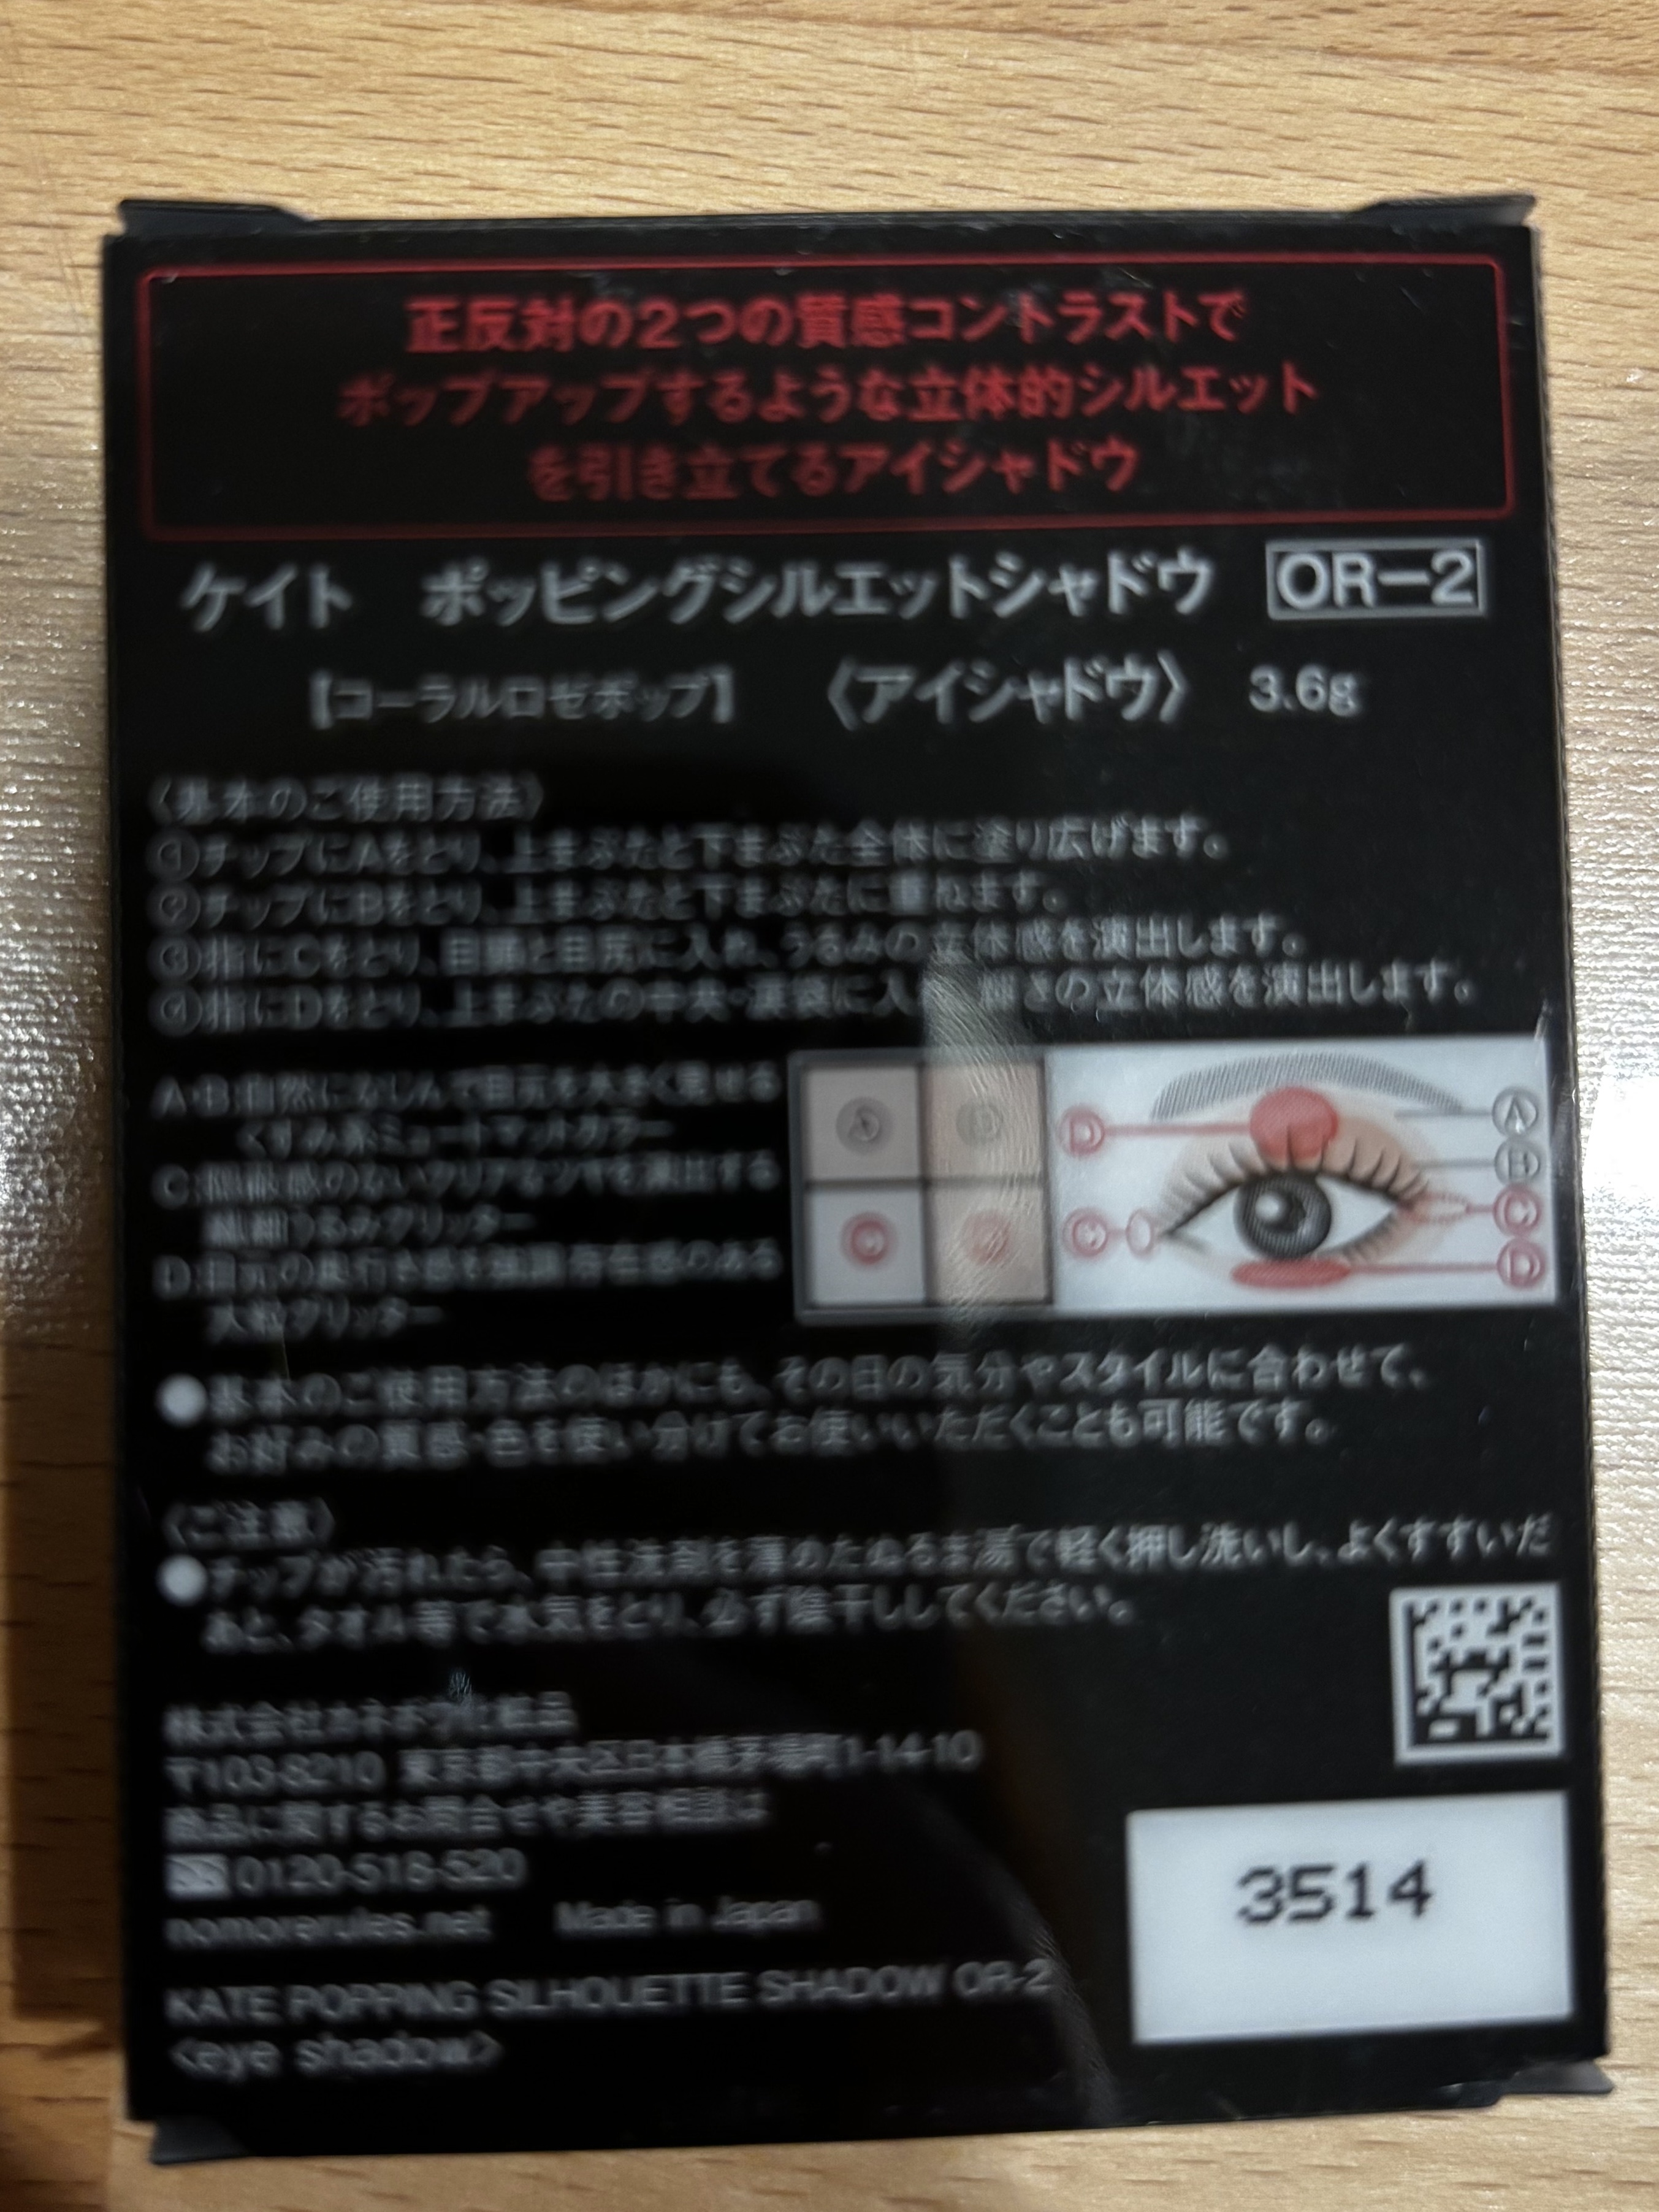 正反対の2つの質感コントラストで
ポップアップするような立体的シルエット
を引き立てるアイシャドウ
ケイト ポッピングシルエットシャドウ OR-2
【コーラルロゼポップ】 〈アイシャドウ〉 3.6g
〈基本のご使用方法〉
①チップにAをとり、上まぶたと下まぶた全体に塗り広げます。
②チップにBをとり、上まぶたと下まぶたに重ねます。
③指にCをとり、目頭と目尻に入れ、うるみの立体感を演出します。
④指にDをとり、上まぶたの中央・涙袋に入 輝きの立体感を演出します。
A・B:自然になじんで目元を大きく見せる
くすみ系ミュートマットカラー
C: 感のないクリアなツヤを演出する
繊細うるみグリッター
D:目元の奥行き感を強調存在感のある
大粒グリッター
A B
C D
D A
B
C C
D
●基本のご使用方法のほかにも、その日の気分やスタイルに合わせて、
お好みの質感・色を使い分けてお使いいただくことも可能です。
〈ご注意〉
●チップが汚れたら、中性洗剤を薄めたぬるま湯で軽く押し洗いし、よくすすいだ
あと、タオル等で水気をとり、必ず陰干ししてください。
株式会社カネボウ化粧品
〒103-8210 東京都中央区日本橋茅場町1-14-10
商品に関するお問合せや美容相談は
0120-518-520
nomorerules.net Made in Japan
KATE POPPING SILHOUETTE SHADOW OR-2
<eye shadow>
3514